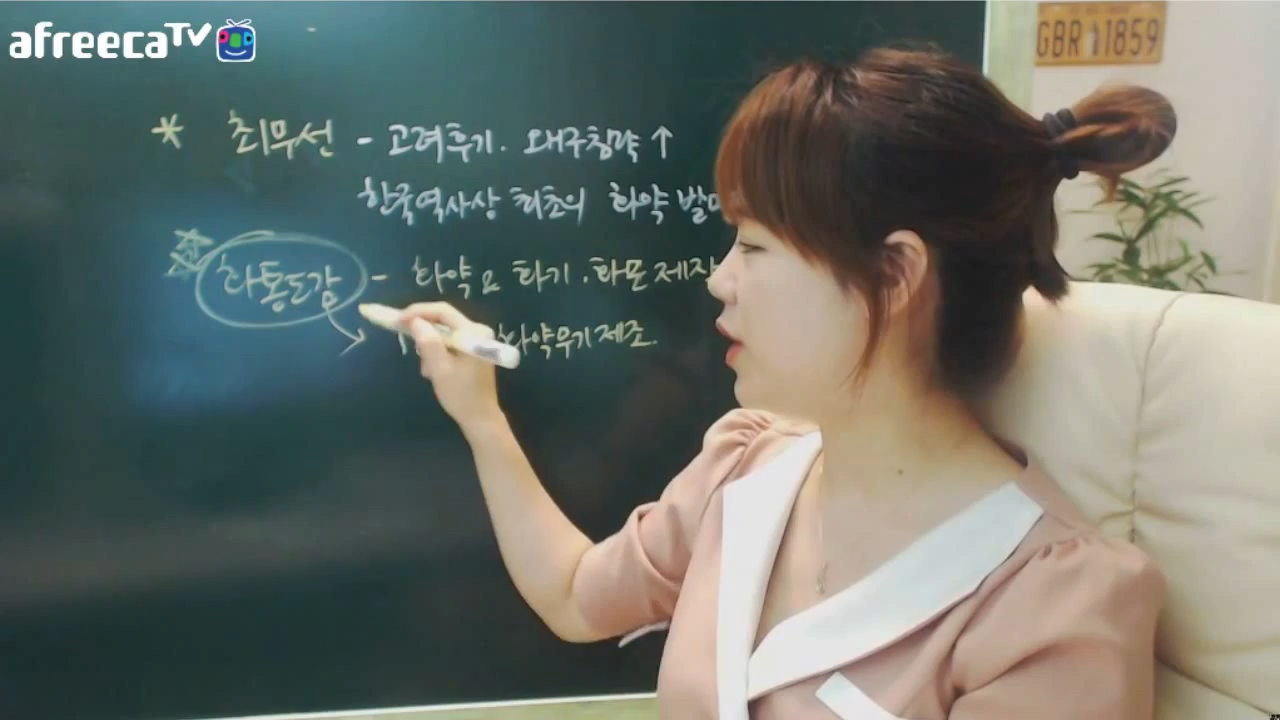 afreecaTV
GBR 1859
* 최무선 - 고려후기. 왜구침략 ↑
한국역사상 최초의 화약 발
화통도감 - 화약 및 화기. 화포 제작
화약무기 제조.